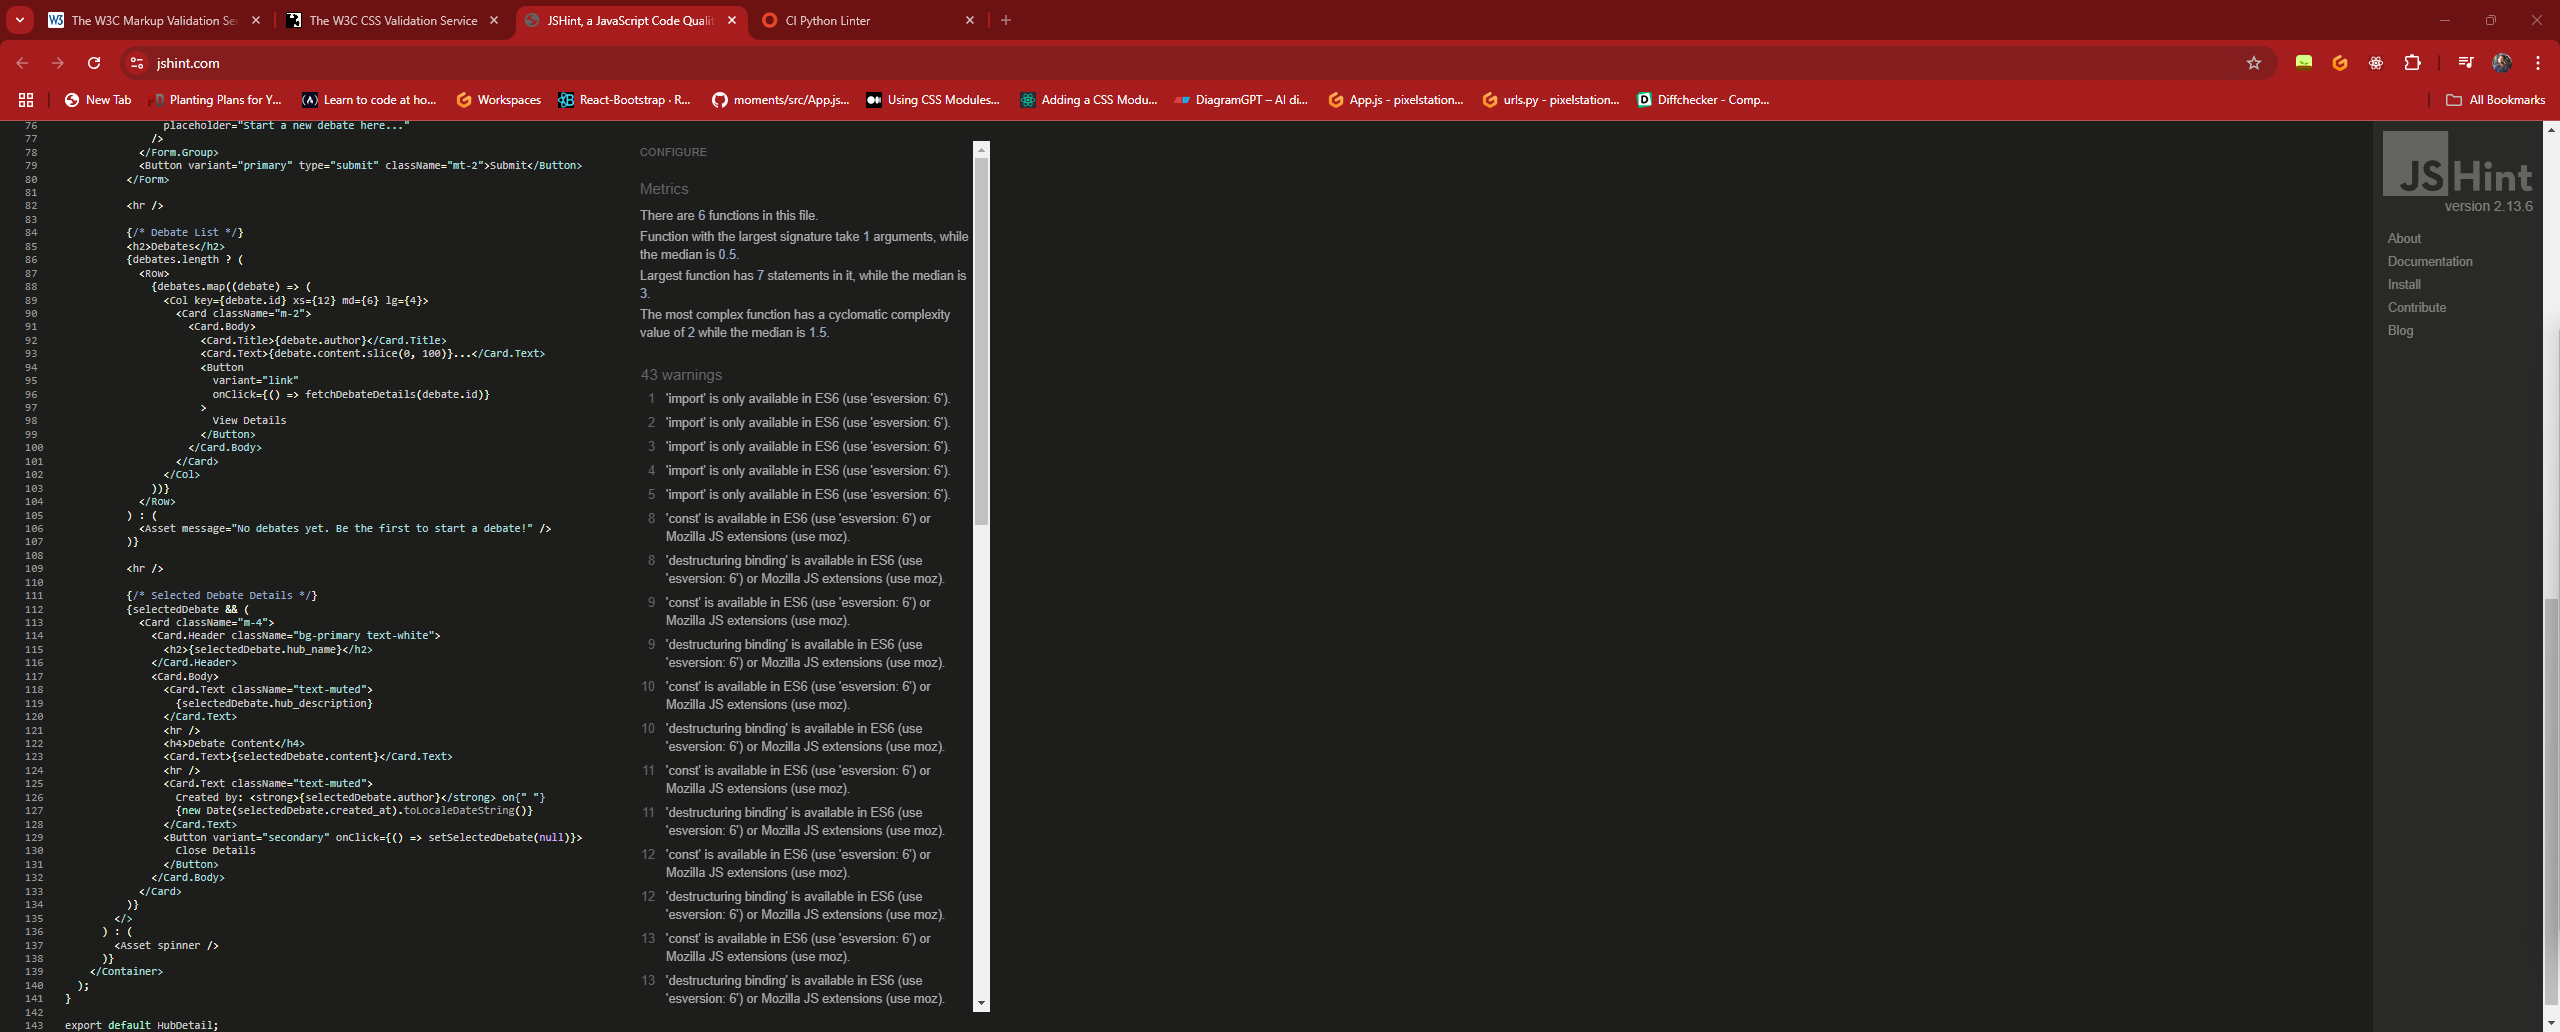 The W3C Markup Validation Se
The W3C CSS Validation Service
JSHint, a JavaScript Code Quali
CI Python Linter
jshint.com
New Tab
Planting Plans for Y...
Learn to code at ho...
Workspaces
React-Bootstrap · R...
moments/src/App.js...
Using CSS Modules...
Adding a CSS Modu...
DiagramGPT – AI di...
App.js - pixelstation...
urls.py - pixelstation...
Diffchecker - Comp...
All Bookmarks
76 placeholder="Start a new debate here..."
77 />
78 </Form.Group>
79 <Button variant="primary" type="submit" className="mt-2">Submit</Button>
80 </Form>
81
82 <hr />
83
84 {/* Debate List */}
85 <h2>Debates</h2>
86 {debates.length ? (
87 <Row>
88 {debates.map((debate) => (
89 <Col key={debate.id} xs={12} md={6} lg={4}>
90 <Card className="m-2">
91 <Card.Body>
92 <Card.Title>{debate.author}</Card.Title>
93 <Card.Text>{debate.content.slice(0, 100)}...</Card.Text>
94 <Button
95 variant="link"
96 onClick={() => fetchDebateDetails(debate.id)}
97 >
98 View Details
99 </Button>
100 </Card.Body>
101 </Card>
102 </Col>
103 ))}
104 </Row>
105 ) : (
106 <Asset message="No debates yet. Be the first to start a debate!" />
107 )}
108
109 <hr />
110
111 {/* Selected Debate Details */}
112 {selectedDebate && (
113 <Card className="m-4">
114 <Card.Header className="bg-primary text-white">
115 <h2>{selectedDebate.hub_name}</h2>
116 </Card.Header>
117 <Card.Body>
118 <Card.Text className="text-muted">
119 {selectedDebate.hub_description}
120 </Card.Text>
121 <hr />
122 <h4>Debate Content</h4>
123 <Card.Text>{selectedDebate.content}</Card.Text>
124 <hr />
125 <Card.Text className="text-muted">
126 Created by: <strong>{selectedDebate.author}</strong> on{" "}
127 {new Date(selectedDebate.created_at).toLocaleDateString()}
128 </Card.Text>
129 <Button variant="secondary" onClick={() => setSelectedDebate(null)}>
130 Close Details
131 </Button>
132 </Card.Body>
133 </Card>
134 )}
135 </>
136 ) : (
137 <Asset spinner />
138 )}
139 </Container>
140 );
141 }
142
143 export default HubDetail;
CONFIGURE
Metrics
There are 6 functions in this file.
Function with the largest signature take 1 arguments, while
the median is 0.5.
Largest function has 7 statements in it, while the median is
3.
The most complex function has a cyclomatic complexity
value of 2 while the median is 1.5.
43 warnings
1 'import' is only available in ES6 (use 'esversion: 6').
2 'import' is only available in ES6 (use 'esversion: 6').
3 'import' is only available in ES6 (use 'esversion: 6').
4 'import' is only available in ES6 (use 'esversion: 6').
5 'import' is only available in ES6 (use 'esversion: 6').
8 'const' is available in ES6 (use 'esversion: 6') or
Mozilla JS extensions (use moz).
8 'destructuring binding' is available in ES6 (use
'esversion: 6') or Mozilla JS extensions (use moz).
9 'const' is available in ES6 (use 'esversion: 6') or
Mozilla JS extensions (use moz).
9 'destructuring binding' is available in ES6 (use
'esversion: 6') or Mozilla JS extensions (use moz).
10 'const' is available in ES6 (use 'esversion: 6') or
Mozilla JS extensions (use moz).
10 'destructuring binding' is available in ES6 (use
'esversion: 6') or Mozilla JS extensions (use moz).
11 'const' is available in ES6 (use 'esversion: 6') or
Mozilla JS extensions (use moz).
11 'destructuring binding' is available in ES6 (use
'esversion: 6') or Mozilla JS extensions (use moz).
12 'const' is available in ES6 (use 'esversion: 6') or
Mozilla JS extensions (use moz).
12 'destructuring binding' is available in ES6 (use
'esversion: 6') or Mozilla JS extensions (use moz).
13 'const' is available in ES6 (use 'esversion: 6') or
Mozilla JS extensions (use moz).
13 'destructuring binding' is available in ES6 (use
'esversion: 6') or Mozilla JS extensions (use moz).
JSHint
version 2.13.6
About
Documentation
Install
Contribute
Blog